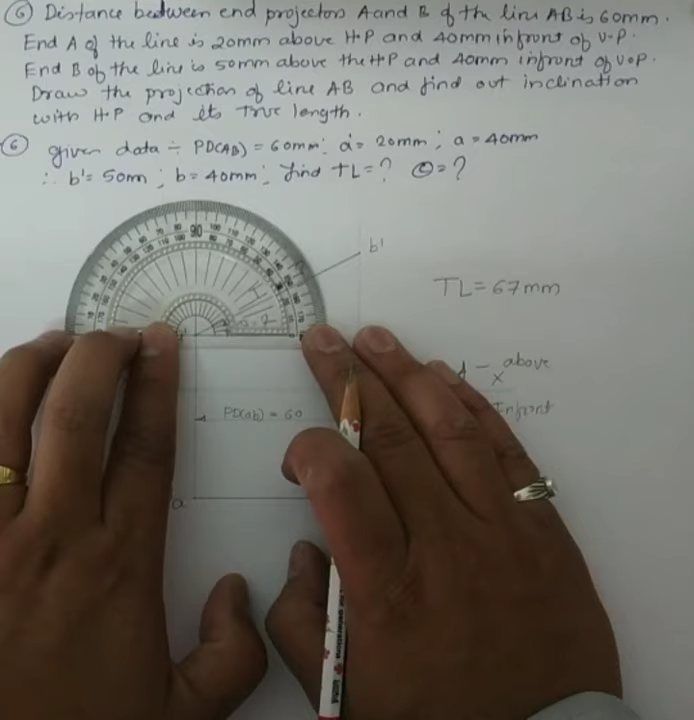 ⑥ Distance bedween end projectors A and B of the line AB is 60mm.
End A of the line is 20mm above H.P and 40mm infront of V.P.
End B of the line is 50mm above the H.P and 40mm infront of V.P.
Draw the projection of line AB and find out inclination
with H.P and its True length.
⑥ given data ÷ PD(AB) = 60mm; a' = 20mm; a = 40mm
∴ b' = 50m; b = 40mm; find TL = ? θ = ?
b'
TL = 67mm
above
x
Infront
PD(ab) = 60
a